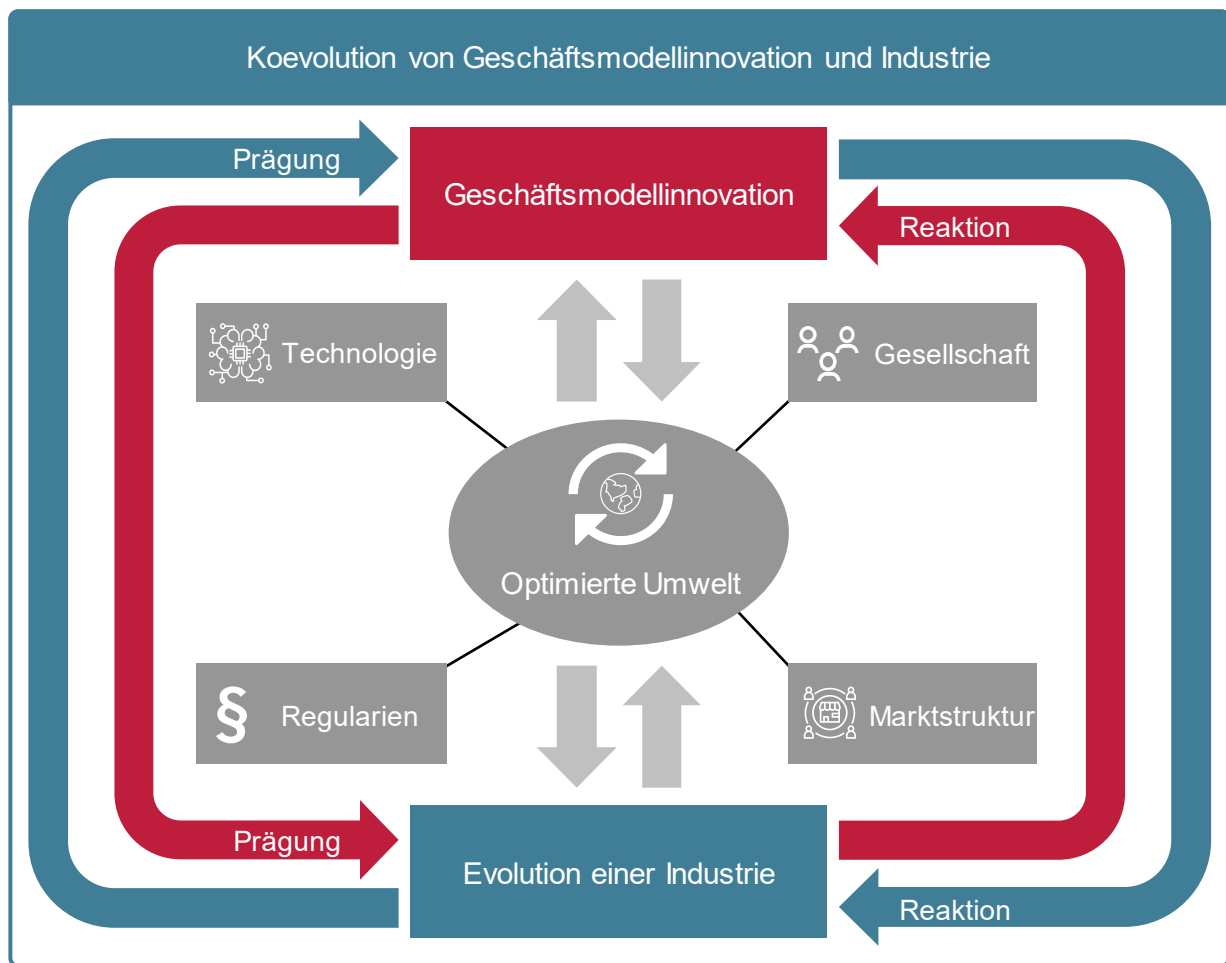 Koevolution von Geschäftsmodellinnovation und Industrie
Prägung
Geschäftsmodellinnovation
Reaktion
Technologie
Gesellschaft
Optimierte Umwelt
§
Regularien
Marktstruktur
Prägung
Evolution einer Industrie
Reaktion